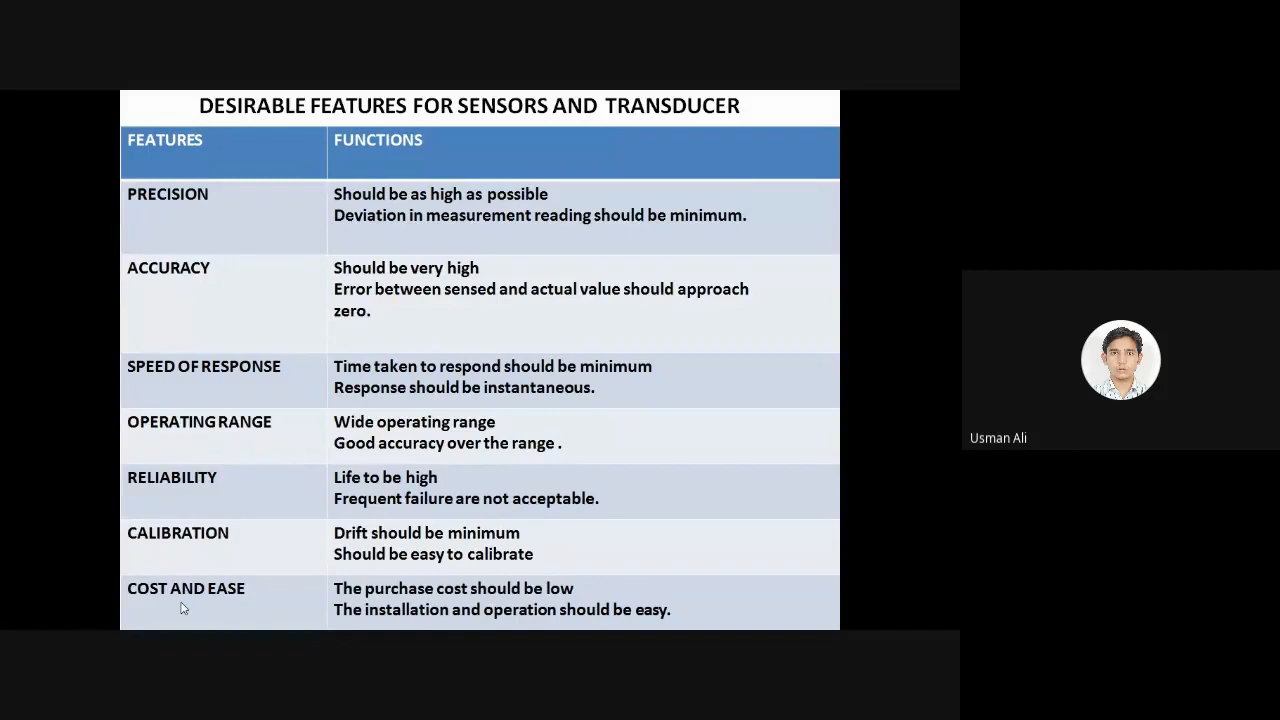 DESIRABLE FEATURES FOR SENSORS AND TRANSDUCER
FEATURES
FUNCTIONS
PRECISION
Should be as high as possible
Deviation in measurement reading should be minimum.
ACCURACY
Should be very high
Error between sensed and actual value should approach
zero.
SPEED OF RESPONSE
Time taken to respond should be minimum
Response should be instantaneous.
OPERATING RANGE
Wide operating range
Good accuracy over the range .
RELIABILITY
Life to be high
Frequent failure are not acceptable.
CALIBRATION
Drift should be minimum
Should be easy to calibrate
COST AND EASE
The purchase cost should be low
The installation and operation should be easy.
Usman Ali